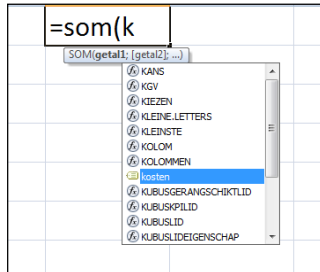 =som(k
SOM(getal1; [getal2]; ...)
KANS
KGV
KIEZEN
KLEINE.LETTERS
KLEINSTE
KOLOM
KOLOMMEN
kosten
KUBUSGERANGSCHIKTLID
KUBUSKPILID
KUBUSLID
KUBUSLIDEIGENSCHAP